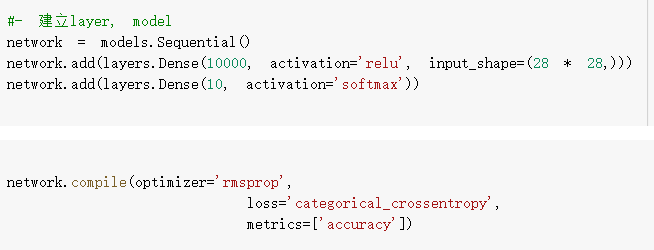 #- 建立layer, model
network = models.Sequential()
network.add(layers.Dense(10000, activation='relu', input_shape=(28 * 28,)))
network.add(layers.Dense(10, activation='softmax'))
network.compile(optimizer='rmsprop',
loss='categorical_crossentropy',
metrics=['accuracy'])